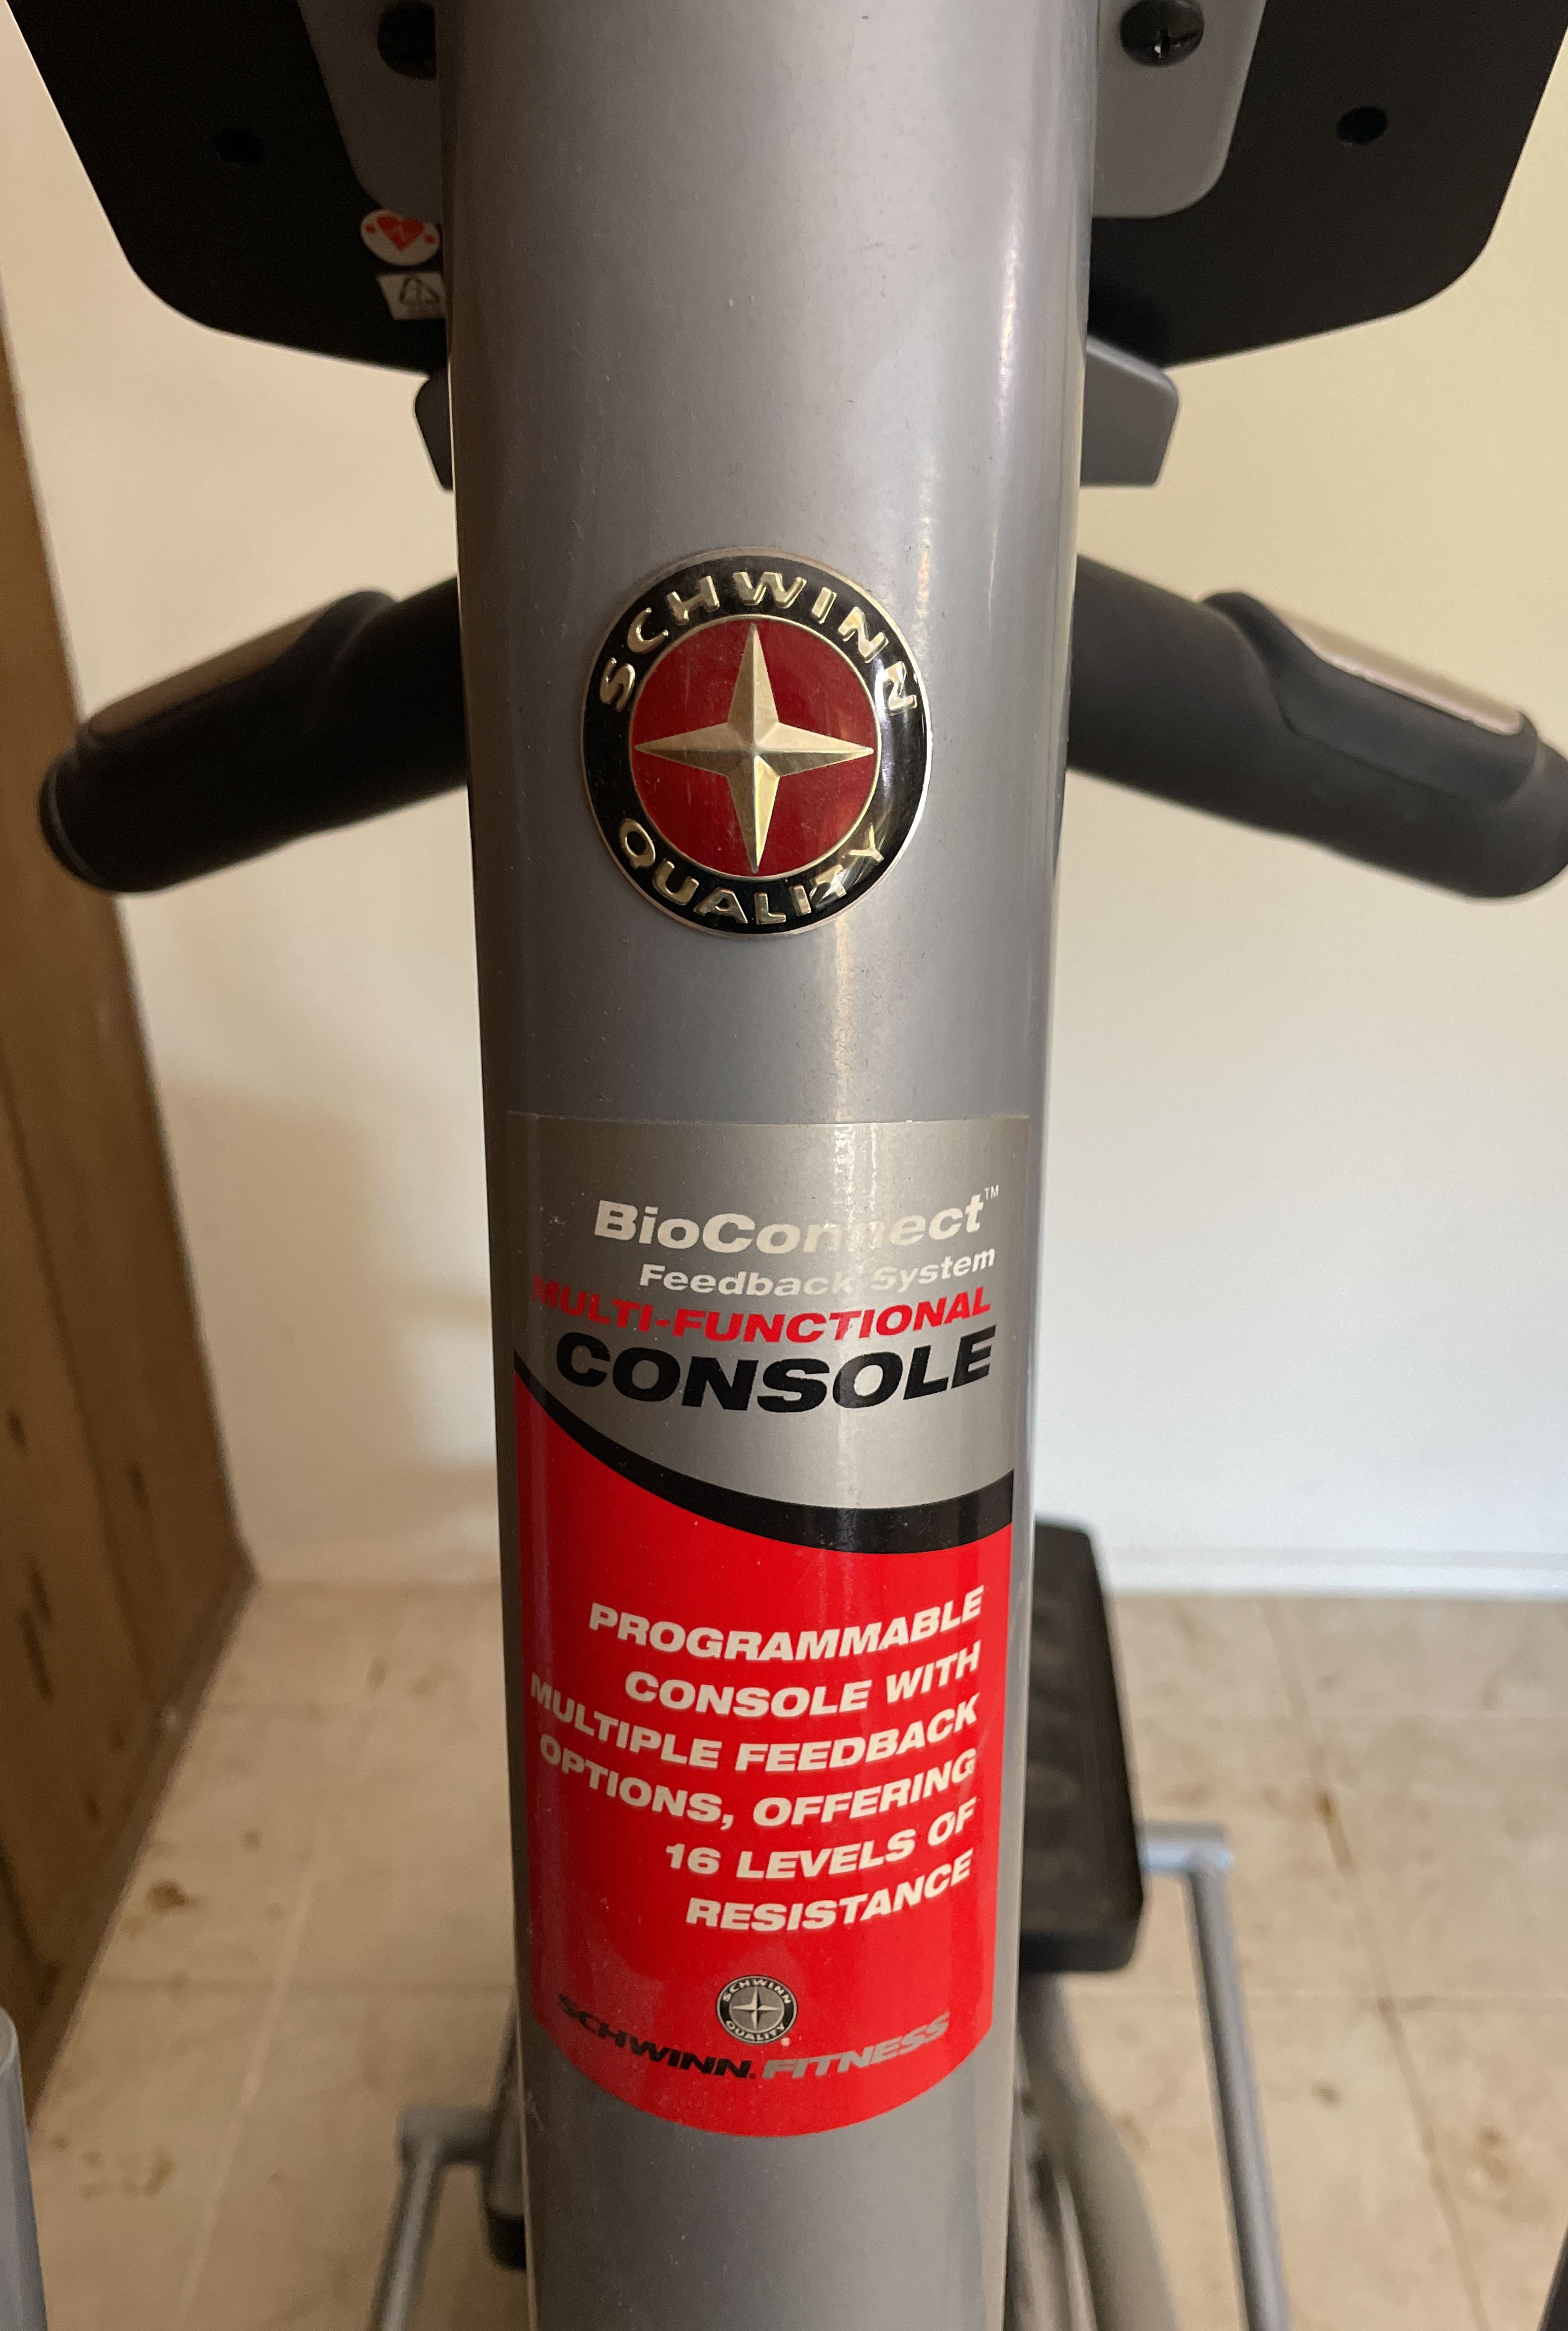 SCHWINN
QUALITY
BioConnect™
Feedback System
MULTI-FUNCTIONAL
CONSOLE
PROGRAMMABLE
CONSOLE WITH
MULTIPLE FEEDBACK
OPTIONS, OFFERING
16 LEVELS OF
RESISTANCE
SCHWINN
QUALITY
SCHWINN. FITNESS